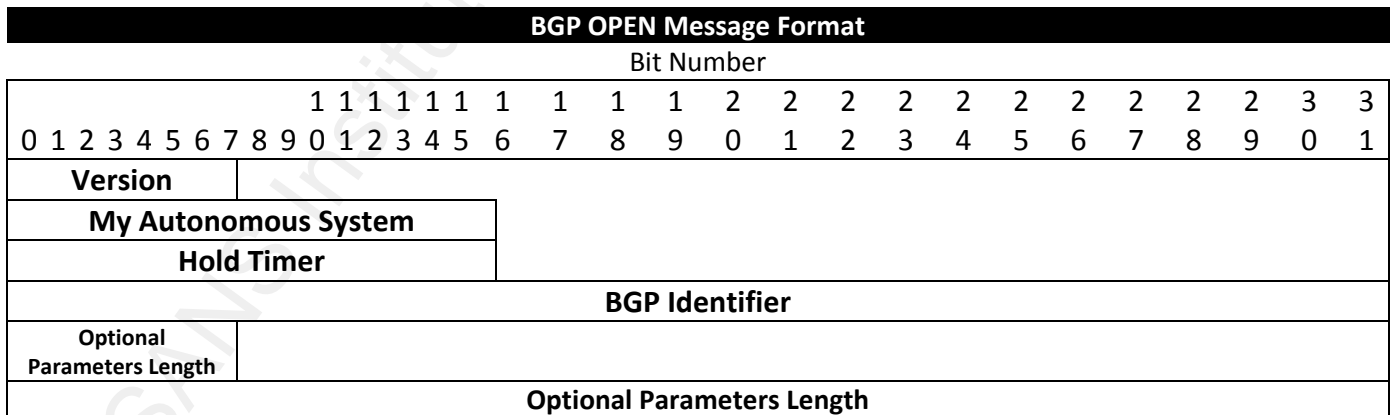 BGP OPEN Message Format
Bit Number
1 1 1 1 1 1 1 1 1 1 2 2 2 2 2 2 2 2 2 2 3 3
0 1 2 3 4 5 6 7 8 9 0 1 2 3 4 5 6 7 8 9 0 1 2 3 4 5 6 7 8 9 0 1
Version
My Autonomous System
Hold Timer
BGP Identifier
Optional
Parameters Length
Optional Parameters Length
SANS Institu